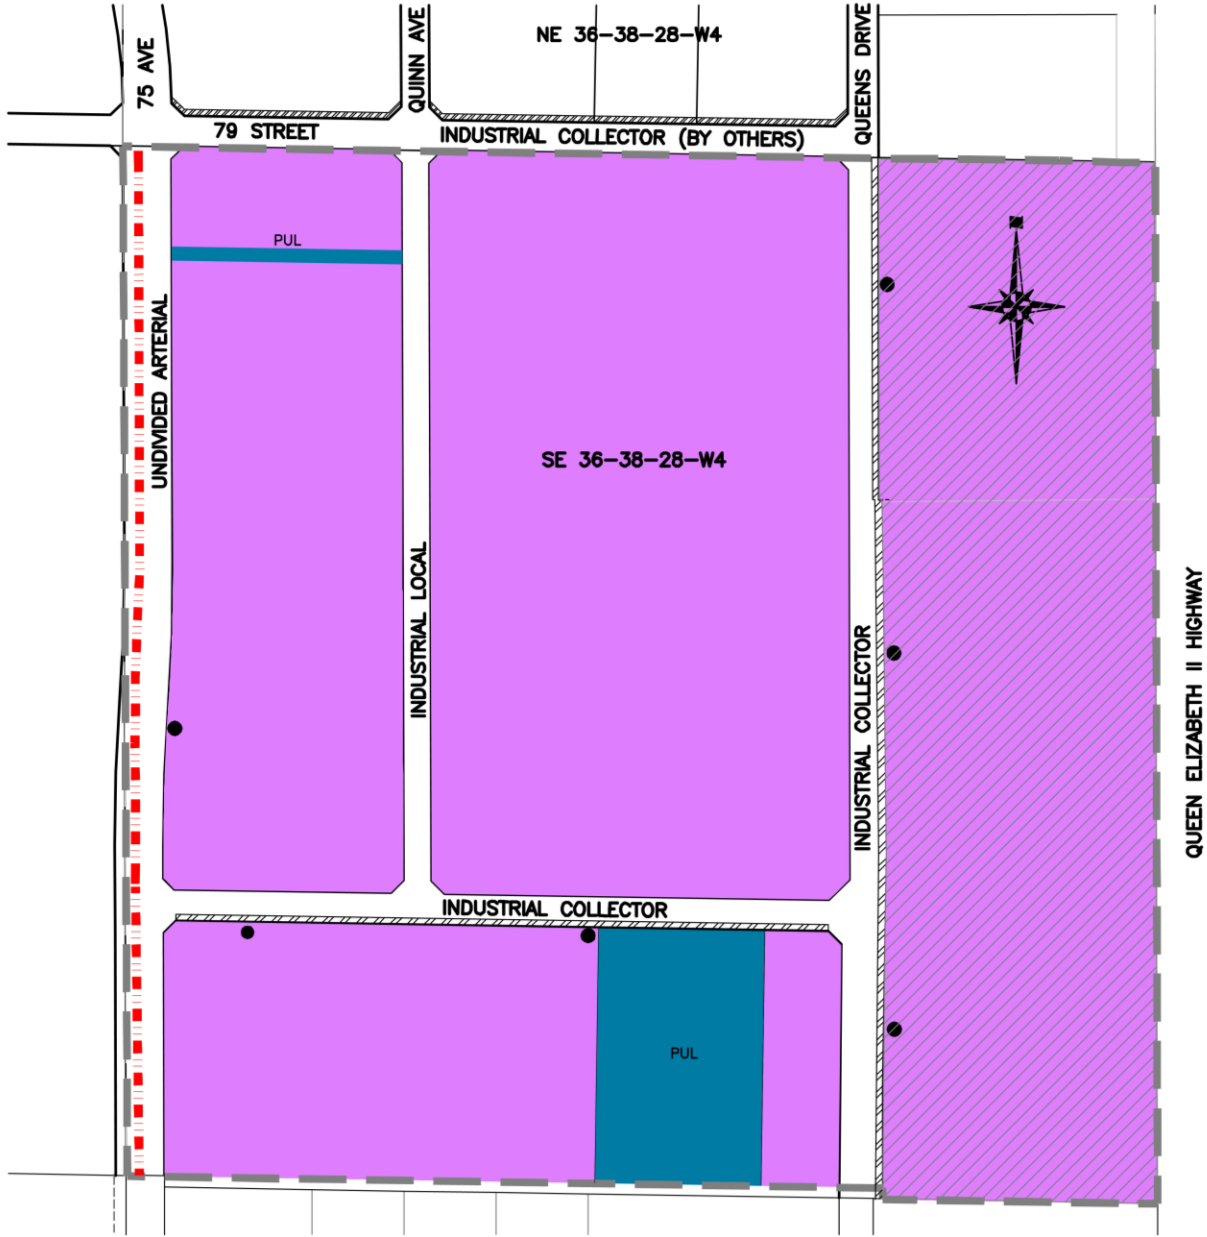 NE 36-38-28-W4
75 AVE
QUINN AVE
QUEENS DRIVE
79 STREET
INDUSTRIAL COLLECTOR (BY OTHERS)
PUL
UNDIVIDED ARTERIAL
SE 36-38-28-W4
INDUSTRIAL LOCAL
INDUSTRIAL COLLECTOR
QUEEN ELIZABETH II HIGHWAY
INDUSTRIAL COLLECTOR
PUL